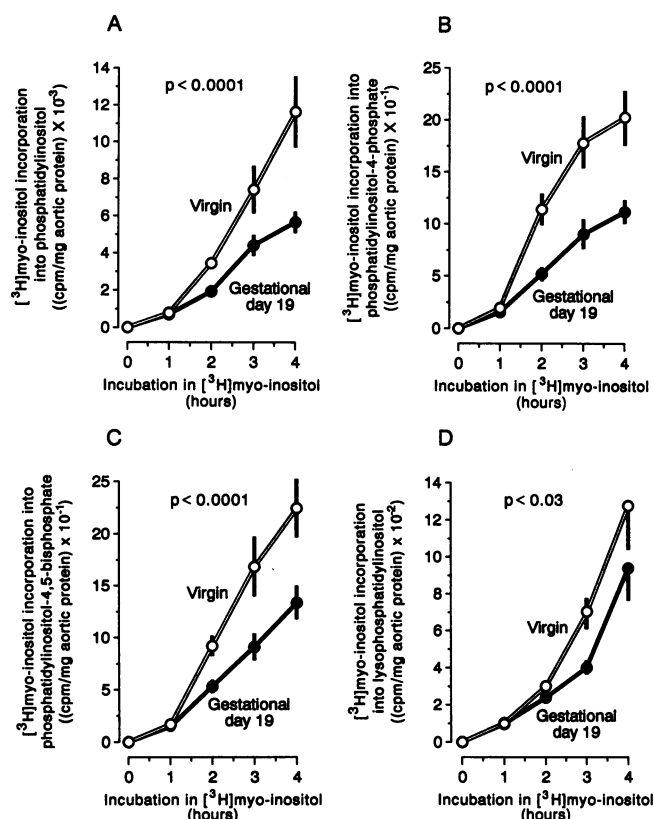 A
[³H]myo-inositol incorporation
into phosphatidylinositol
((cpm/mg aortic protein) X 10⁻³)
14
12
10
8
6
4
2
0
p < 0.0001
Virgin
Gestational
day 19
0 1 2 3 4
Incubation in [³H]myo-inositol
(hours)
B
[³H]myo-inositol incorporation into
phosphatidylinositol-4-phosphate
((cpm/mg aortic protein) X 10⁻¹)
25
20
15
10
5
0
p < 0.0001
Virgin
Gestational
day 19
0 1 2 3 4
Incubation in [³H]myo-inositol
(hours)
C
[³H]myo-inositol incorporation into
phosphatidylinositol-4,5-bisphosphate
((cpm/mg aortic protein) x 10⁻¹)
25
20
15
10
5
0
p < 0.0001
Virgin
Gestational
day 19
0 1 2 3 4
Incubation in [³H]myo-inositol
(hours)
D
[³H]myo-inositol incorporation
into lysophosphatidylinositol
((cpm/mg aortic protein) x 10⁻²)
14
12
10
8
6
4
2
0
p < 0.03
Virgin
Gestational
day 19
0 1 2 3 4
Incubation in [³H]myo-inositol
(hours)